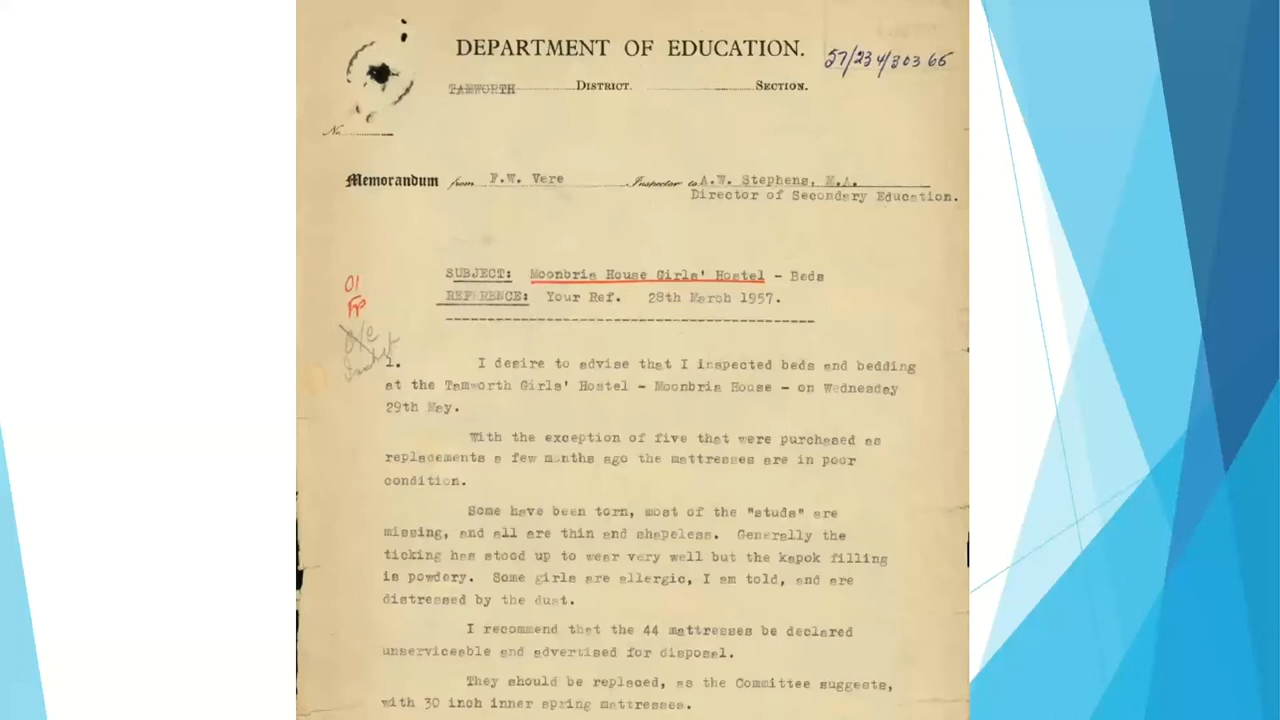 DEPARTMENT OF EDUCATION.
57/234/30366
TAMWORTH DISTRICT. SECTION.
No.
Memorandum from F.W. Vere Inspector to A.W. Stephens, M.A.
Director of Secondary Education.
SUBJECT: Moonbria House Girls' Hostel - Beds
REFERENCE: Your Ref. 28th March 1957.
1. I desire to advise that I inspected beds and bedding
at the Tamworth Girls' Hostel - Moonbria House - on Wednesday
29th May.
With the exception of five that were purchased as
replacements a few months ago the mattresses are in poor
condition.
Some have been torn, most of the "studs" are
missing, and all are thin and shapeless. Generally the
ticking has stood up to wear very well but the kapok filling
is powdery. Some girls are allergic, I am told, and are
distressed by the dust.
I recommend that the 44 mattresses be declared
unserviceable and advertised for disposal.
They should be replaced, as the Committee suggests,
with 30 inch inner spring mattresses.